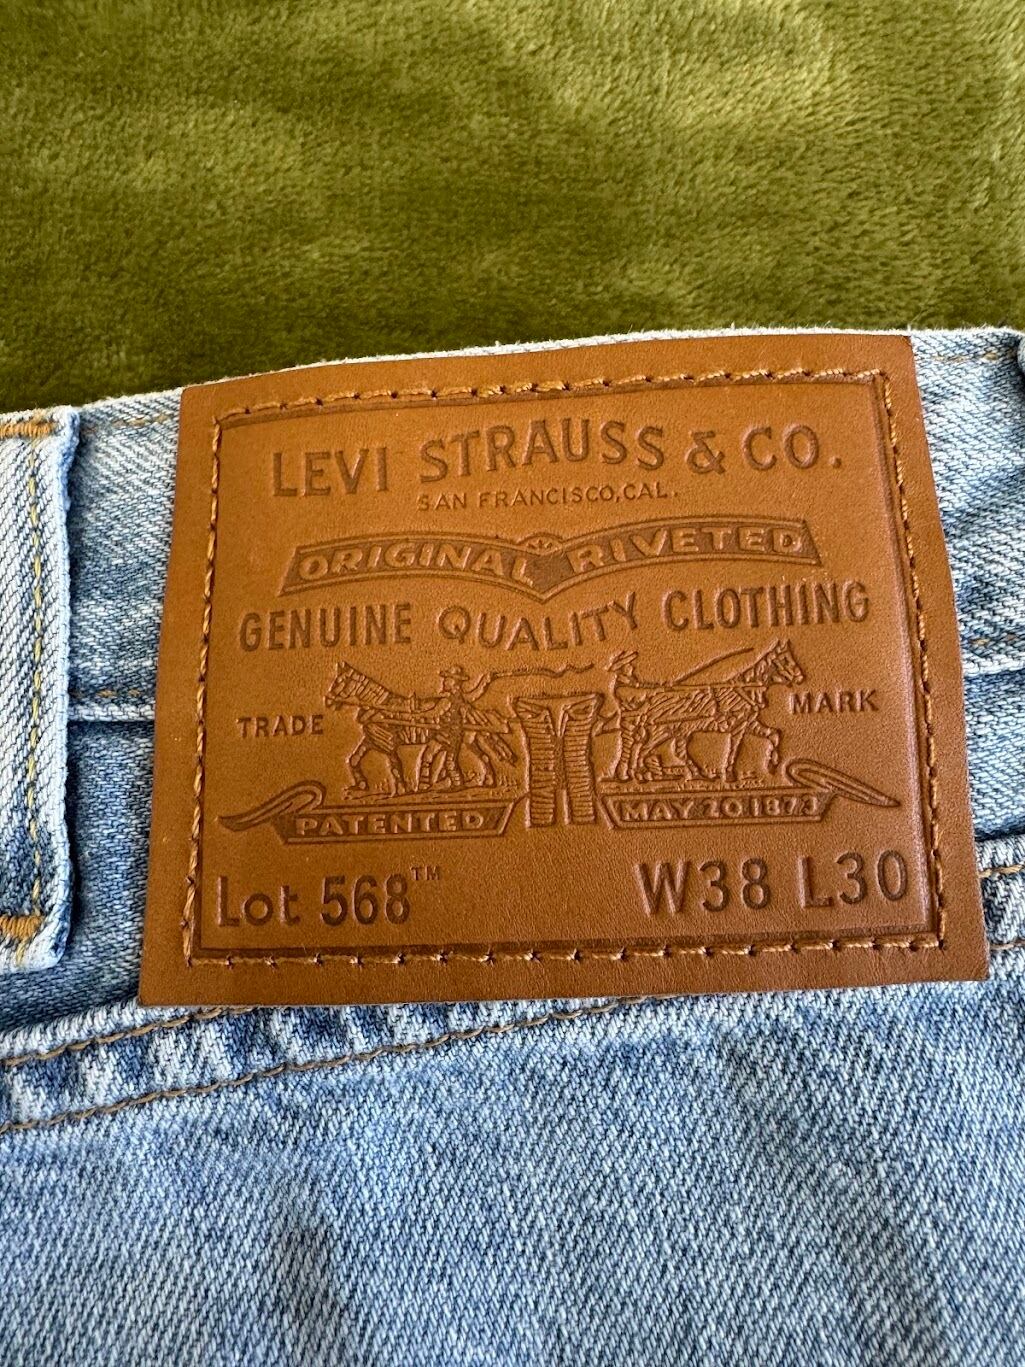 LEVI STRAUSS & CO.
SAN FRANCISCO, CAL.
ORIGINAL RIVETED
GENUINE QUALITY CLOTHING
TRADE MARK
PATENTED MAY 20 1873
Lot 568™ W38 L30